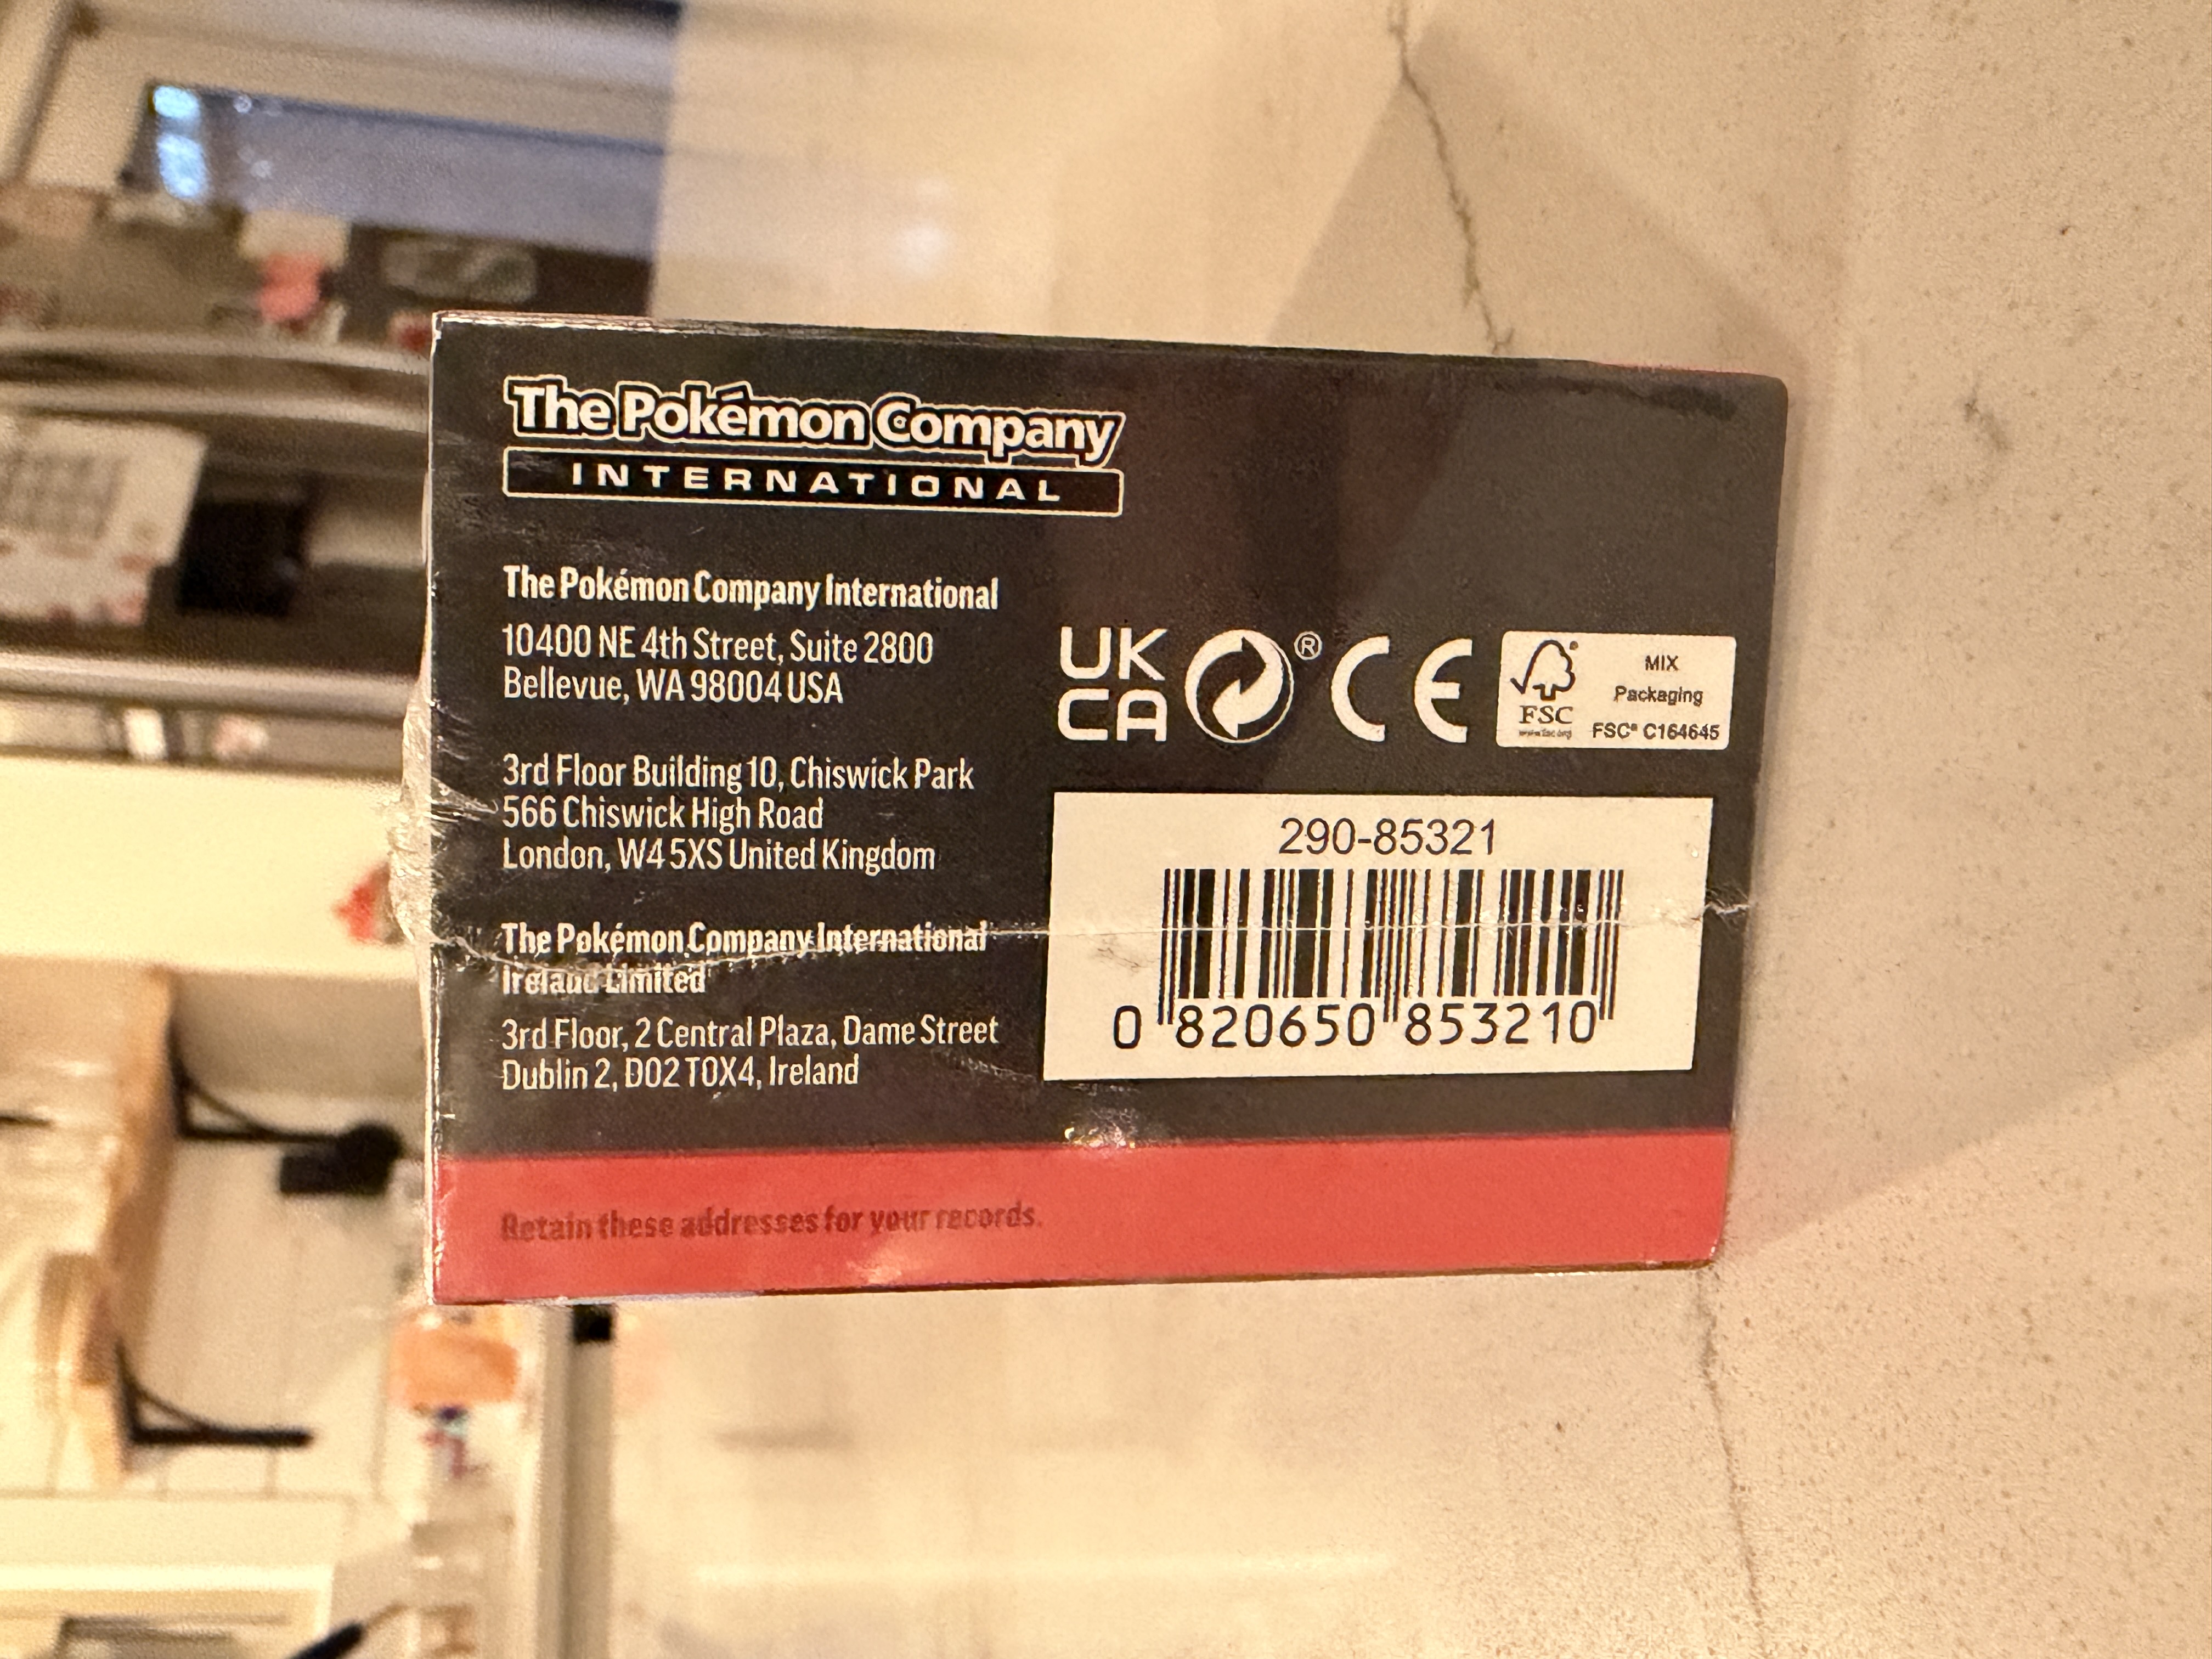 The Pokémon Company
INTERNATIONAL
The Pokémon Company International
10400 NE 4th Street, Suite 2800
Bellevue, WA 98004 USA
3rd Floor Building 10, Chiswick Park
566 Chiswick High Road
London, W4 5XS United Kingdom
The Pokémon Company International
Ireland Limited
3rd Floor, 2 Central Plaza, Dame Street
Dublin 2, D02 T0X4, Ireland
Retain these addresses for your records.
UK
CA
®
CE
FSC
www.fsc.org
MIX
Packaging
FSC® C164645
290-85321
0 820650 853210